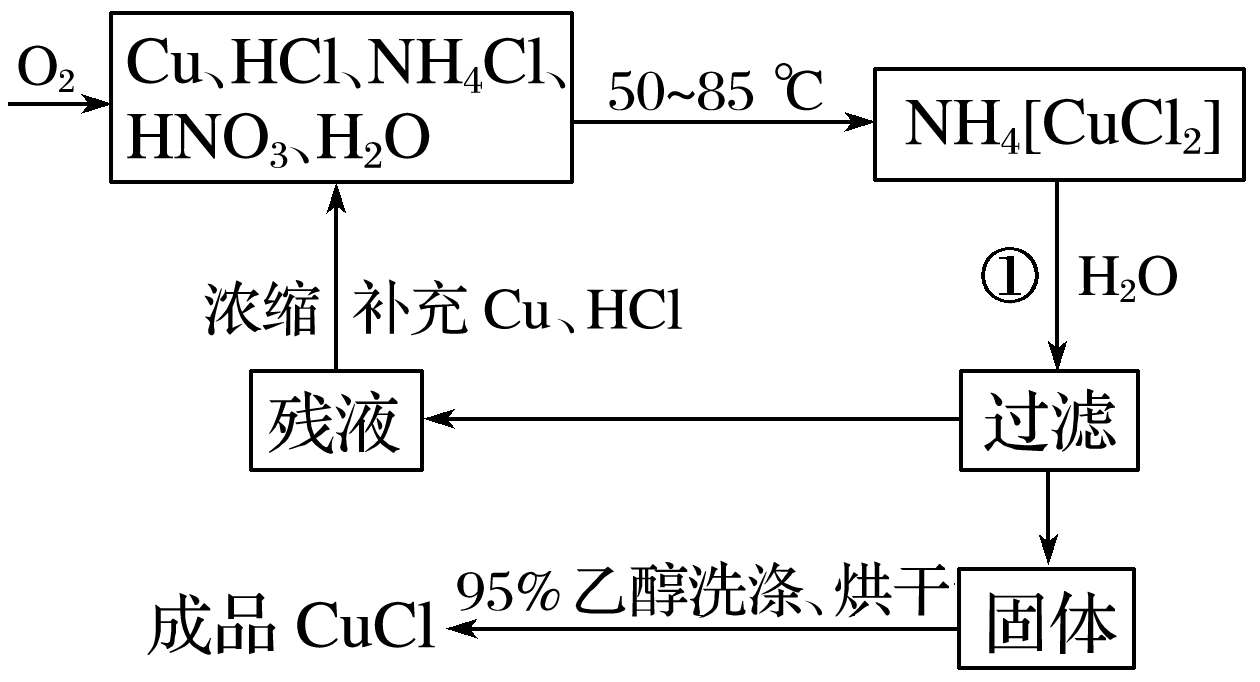 O₂
Cu、HCl、NH₄Cl、
HNO₃、H₂O
50~85 ℃
NH₄[CuCl₂]
① H₂O
浓缩 补充 Cu、HCl
残液
过滤
95% 乙醇洗涤、烘干
成品 CuCl
固体